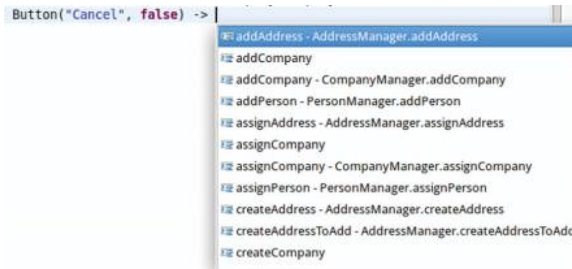 Button("Cancel", false) ->
addAddress - AddressManager.addAddress
addCompany
addCompany - CompanyManager.addCompany
addPerson - PersonManager.addPerson
assignAddress - AddressManager.assignAddress
assignCompany
assignCompany - CompanyManager.assignCompany
assignPerson - PersonManager.assignPerson
createAddress - AddressManager.createAddress
createAddressToAdd - AddressManager.createAddressToAdd
createCompany